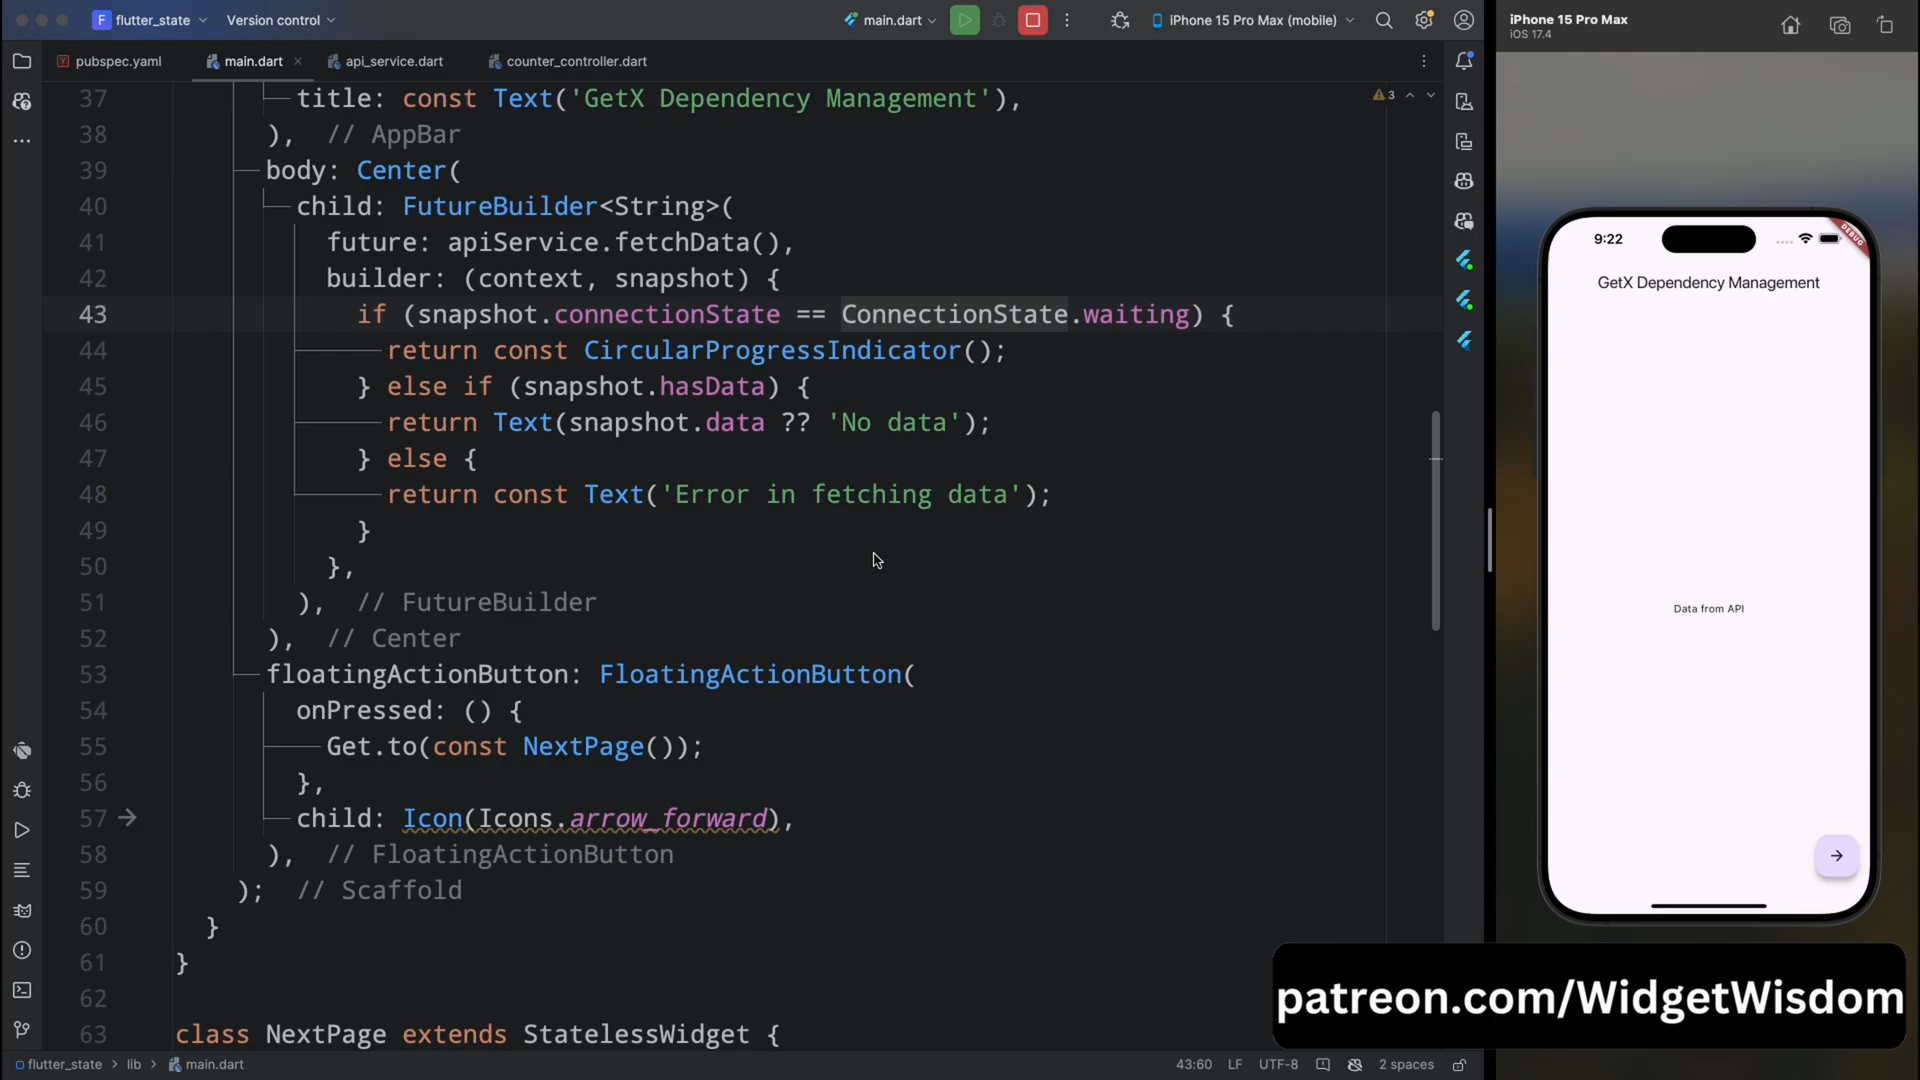 F flutter_state
Version control
main.dart
iPhone 15 Pro Max (mobile)
pubspec.yaml
main.dart
api_service.dart
counter_controller.dart
3
37 title: const Text('GetX Dependency Management'),
38 ), // AppBar
39 body: Center(
40 child: FutureBuilder<String>(
41 future: apiService.fetchData(),
42 builder: (context, snapshot) {
43 if (snapshot.connectionState == ConnectionState.waiting) {
44 return const CircularProgressIndicator();
45 } else if (snapshot.hasData) {
46 return Text(snapshot.data ?? 'No data');
47 } else {
48 return const Text('Error in fetching data');
49 }
50 },
51 ), // FutureBuilder
52 ), // Center
53 floatingActionButton: FloatingActionButton(
54 onPressed: () {
55 Get.to(const NextPage());
56 },
57 child: Icon(Icons.arrow_forward),
58 ), // FloatingActionButton
59 ); // Scaffold
60 }
61 }
62
63 class NextPage extends StatelessWidget {
flutter_state > lib > main.dart
43:60 LF UTF-8 2 spaces
iPhone 15 Pro Max
iOS 17.4
9:22
DEBUG
GetX Dependency Management
Data from API
patreon.com/WidgetWisdom